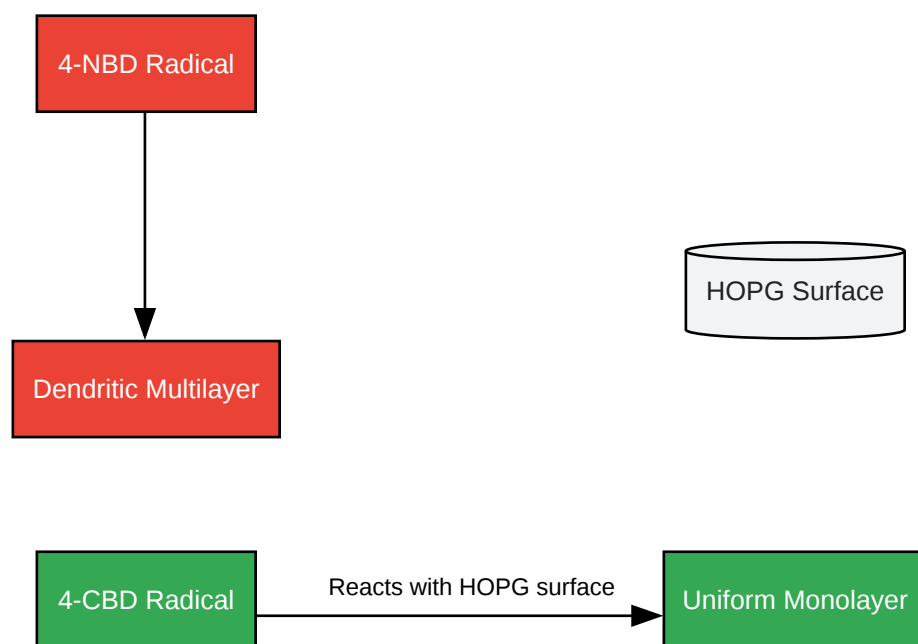 4-NBD Radical
HOPG Surface
Dendritic Multilayer
4-CBD Radical
Reacts with HOPG surface
Uniform Monolayer